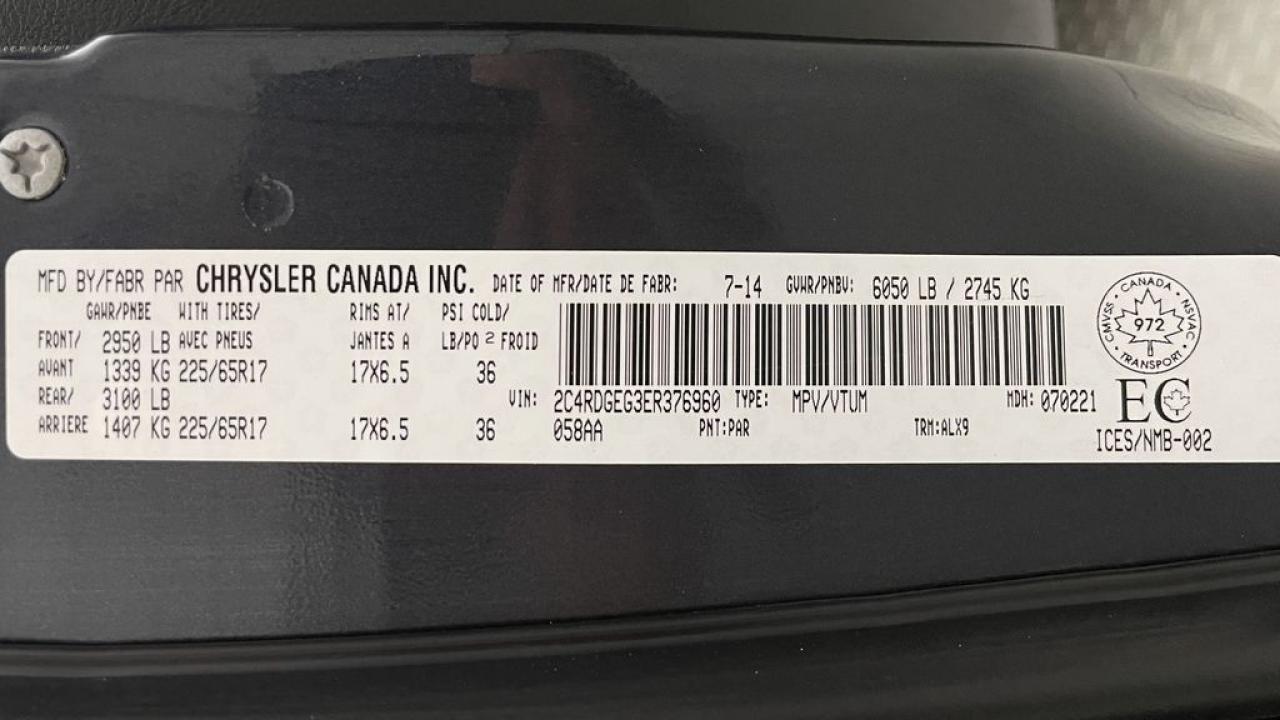 MFD BY/FABR PAR CHRYSLER CANADA INC. DATE OF MFR/DATE DE FABR: 7-14 GVWR/PNBV: 6050 LB / 2745 KG
GAWR/PNBE WITH TIRES/ RIMS AT/ PSI COLD/
FRONT/ 2950 LB AVEC PNEUS JANTES A LB/PO² FROID
AVANT 1339 KG 225/65R17 17X6.5 36
REAR/ 3100 LB
ARRIERE 1407 KG 225/65R17 17X6.5 36
VIN: 2C4RDGEG3ER376960 TYPE: MPV/VTUM MDH: 070221
058AA PNT:PAR TRM:ALX9
CANADA
CMVSS 972 NSVAC
TRANSPORT
EC
ICES/NMB-002